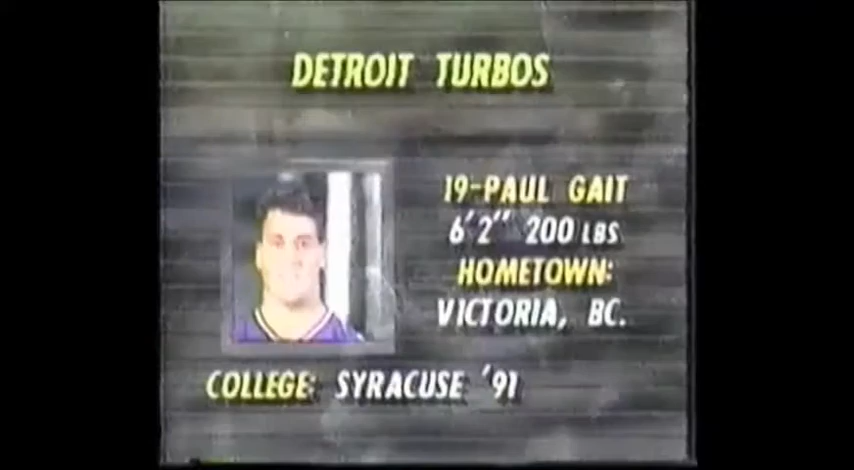 DETROIT TURBOS
19-PAUL GAIT
6'2" 200 LBS
HOMETOWN:
VICTORIA, BC.
COLLEGE: SYRACUSE '91